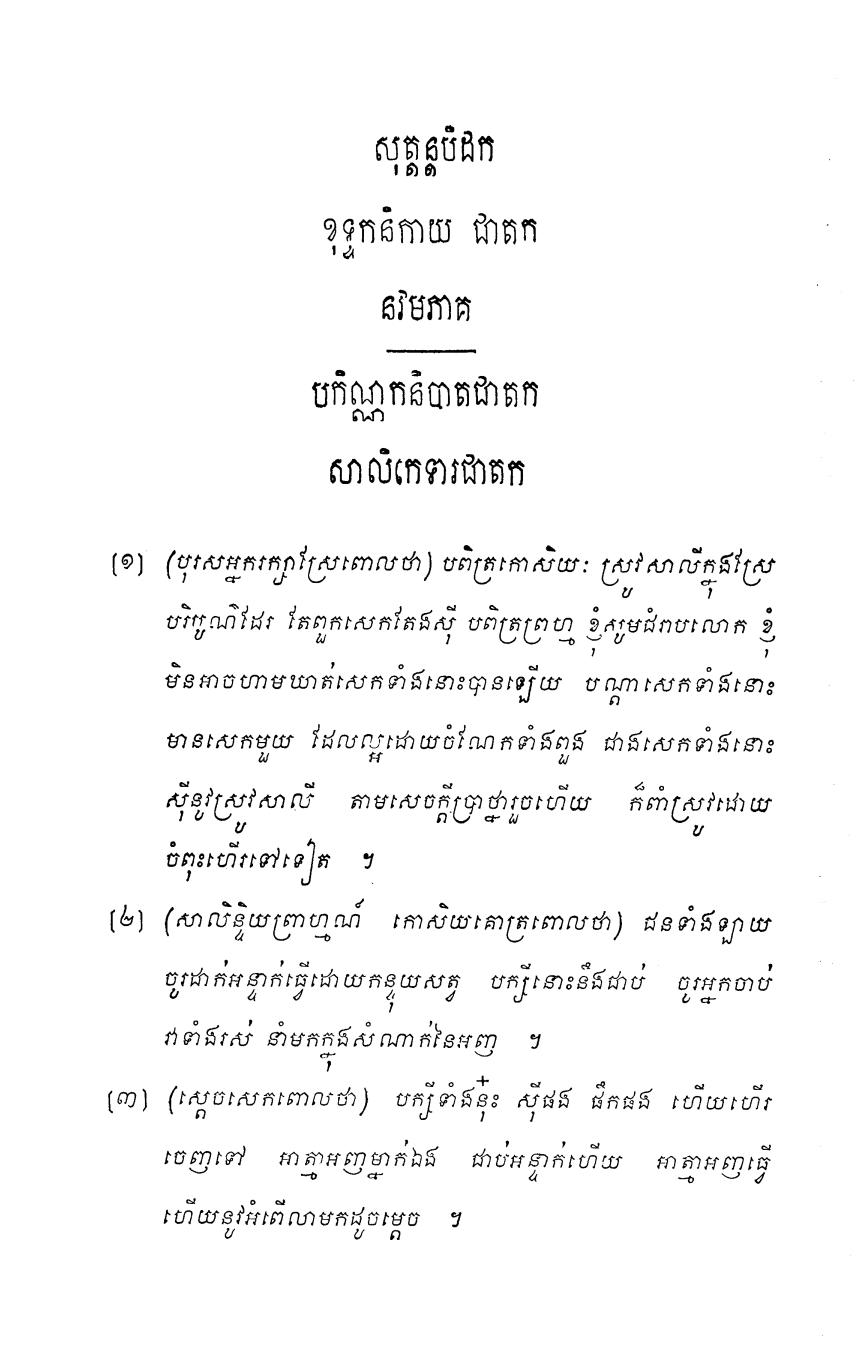 សុត្តន្តបិដក
ខុទ្ទកនិកាយ ជាតក
នវមភាគ
បកិណ្ណកនិបាតជាតក
សាលិកេទារជាតក
(១) (បុរសអ្នករក្សាស្រែពោលថា) បពិត្រកោសិយៈ ស្រូវសាលីក្នុងស្រែ
បរិបូណ៌ដែរ តែពួកសេកតែងស៊ី បពិត្រព្រហ្ម ខ្ញុំសូមជំរាបលោក ខ្ញុំ
មិនអាចហាមឃាត់សេកទាំងនោះបានឡើយ បណ្តាសេកទាំងនោះ
មានសេកមួយ ដែលល្អដោយចំណែកទាំងពួង ជាងសេកទាំងនោះ
ស៊ីនូវស្រូវសាលី តាមសេចក្តីប្រាថ្នារួចហើយ ក៏ពាំស្រូវដោយ
ចំពុះហើរទៅទៀត ។
(២) (សាលិន្ទិយព្រាហ្មណ៍ កោសិយគោត្រពោលថា) ជនទាំងឡាយ
ចូរដាក់អន្ទាក់ធ្វើដោយកន្ទុយសត្វ បក្សីនោះនឹងជាប់ ចូរអ្នកចាប់
វាទាំងរស់ នាំមកក្នុងសំណាក់នៃអញ ។
(៣) (ស្តេចសេកពោលថា) បក្សីទាំងនុ៎ះ ស៊ីផង ផឹកផង ហើយហើរ
ចេញទៅ អាត្មាអញម្នាក់ឯង ជាប់អន្ទាក់ហើយ អាត្មាអញធ្វើ
ហើយនូវអំពើលាមកដូចម្តេច ។